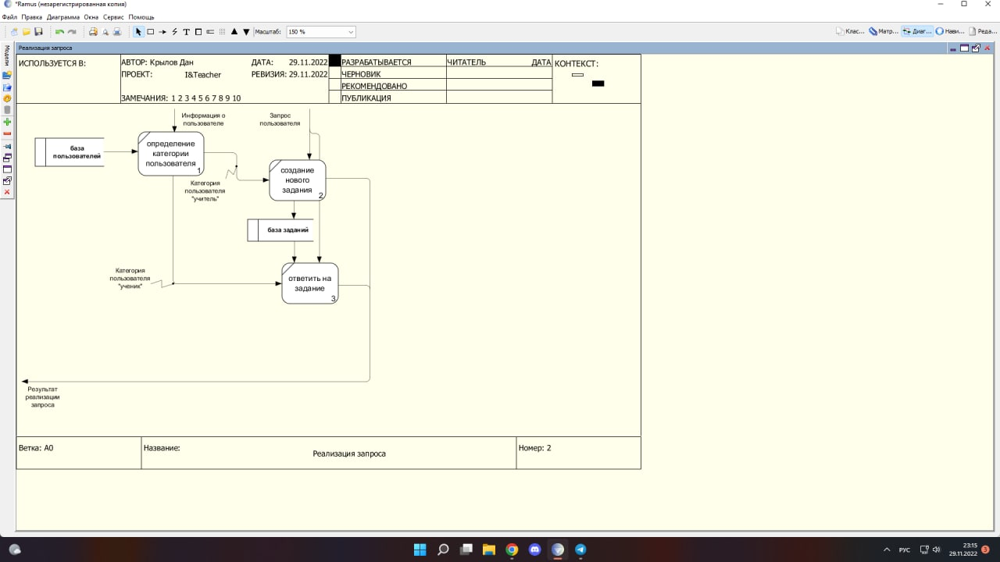 *Ramus (незарегистрированная копия)
Файл Правка Диаграмма Окна Сервис Помощь
Масштаб: 150 %
Клас... Матр... Диаг... Нави... Реда...
Модели
Реализация запроса
ИСПОЛЬЗУЕТСЯ В:
АВТОР: Крылов Дан
ДАТА: 29.11.2022
ПРОЕКТ: I&Teacher
РЕВИЗИЯ: 29.11.2022
ЗАМЕЧАНИЯ: 1 2 3 4 5 6 7 8 9 10
РАЗРАБАТЫВАЕТСЯ
ЧЕРНОВИК
РЕКОМЕНДОВАНО
ПУБЛИКАЦИЯ
ЧИТАТЕЛЬ
ДАТА
КОНТЕКСТ:
Информация о
пользователе
Запрос
пользователя
база
пользователей
определение
категории
пользователя
1
Категория
пользователя
"учитель"
создание
нового
задания
2
база заданий
Категория
пользователя
"ученик"
ответить на
задание
3
Результат
реализации
запроса
Ветка: A0
Название:
Реализация запроса
Номер: 2
РУС
23:15
29.11.2022
3